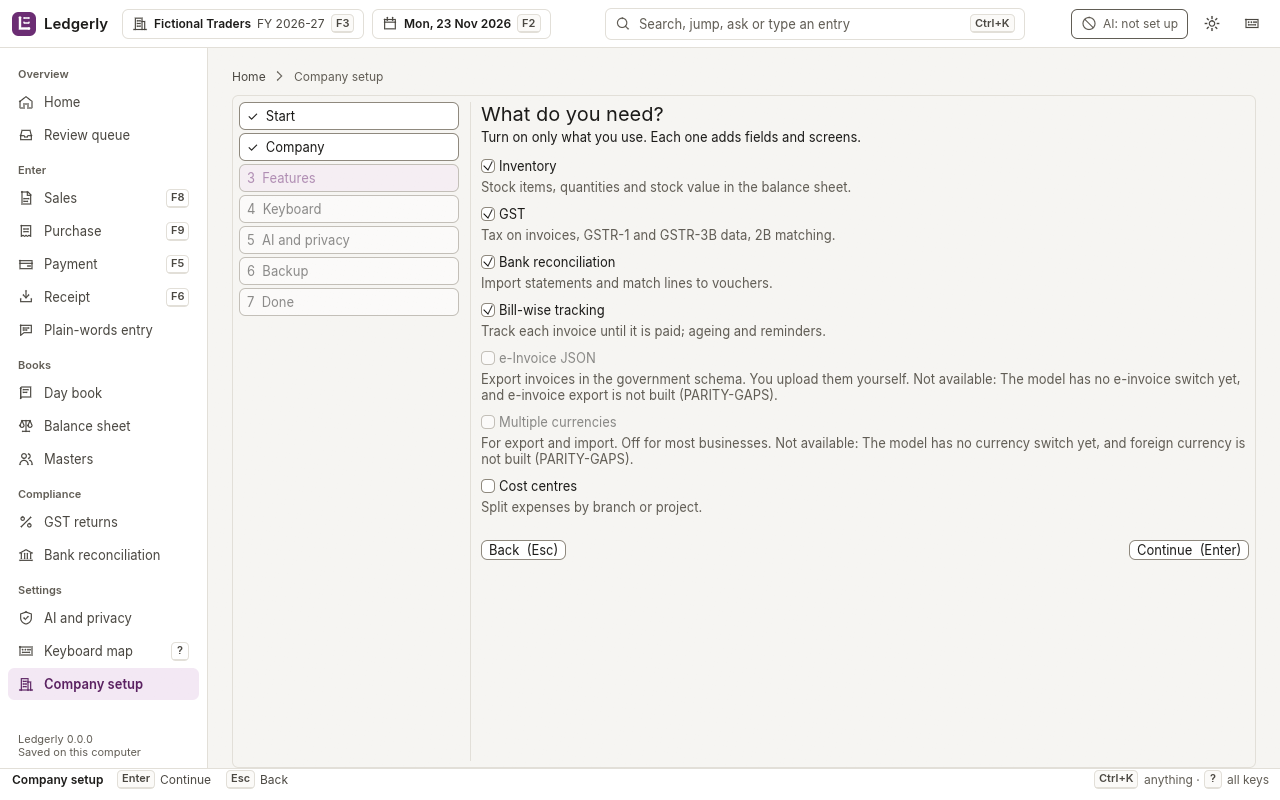 Ledgerly
Fictional Traders FY 2026-27 F3
Mon, 23 Nov 2026 F2
Search, jump, ask or type an entry Ctrl+K
AI: not set up
Overview
Home
Review queue
Enter
Sales F8
Purchase F9
Payment F5
Receipt F6
Plain-words entry
Books
Day book
Balance sheet
Masters
Compliance
GST returns
Bank reconciliation
Settings
AI and privacy
Keyboard map ?
Company setup
Ledgerly 0.0.0
Saved on this computer
Home > Company setup
Start
Company
3 Features
4 Keyboard
5 AI and privacy
6 Backup
7 Done
What do you need?
Turn on only what you use. Each one adds fields and screens.
Inventory
Stock items, quantities and stock value in the balance sheet.
GST
Tax on invoices, GSTR-1 and GSTR-3B data, 2B matching.
Bank reconciliation
Import statements and match lines to vouchers.
Bill-wise tracking
Track each invoice until it is paid; ageing and reminders.
e-Invoice JSON
Export invoices in the government schema. You upload them yourself. Not available: The model has no e-invoice switch yet,
and e-invoice export is not built (PARITY-GAPS).
Multiple currencies
For export and import. Off for most businesses. Not available: The model has no currency switch yet, and foreign currency is
not built (PARITY-GAPS).
Cost centres
Split expenses by branch or project.
Back (Esc)
Continue (Enter)
Company setup Enter Continue Esc Back
Ctrl+K anything · ? all keys